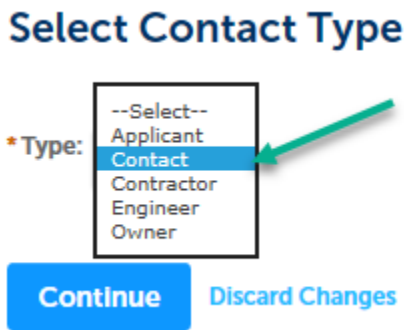 Select Contact Type
--Select--
Applicant
*Type:
Contact
Contractor
Engineer
Owner
Continue
Discard Changes